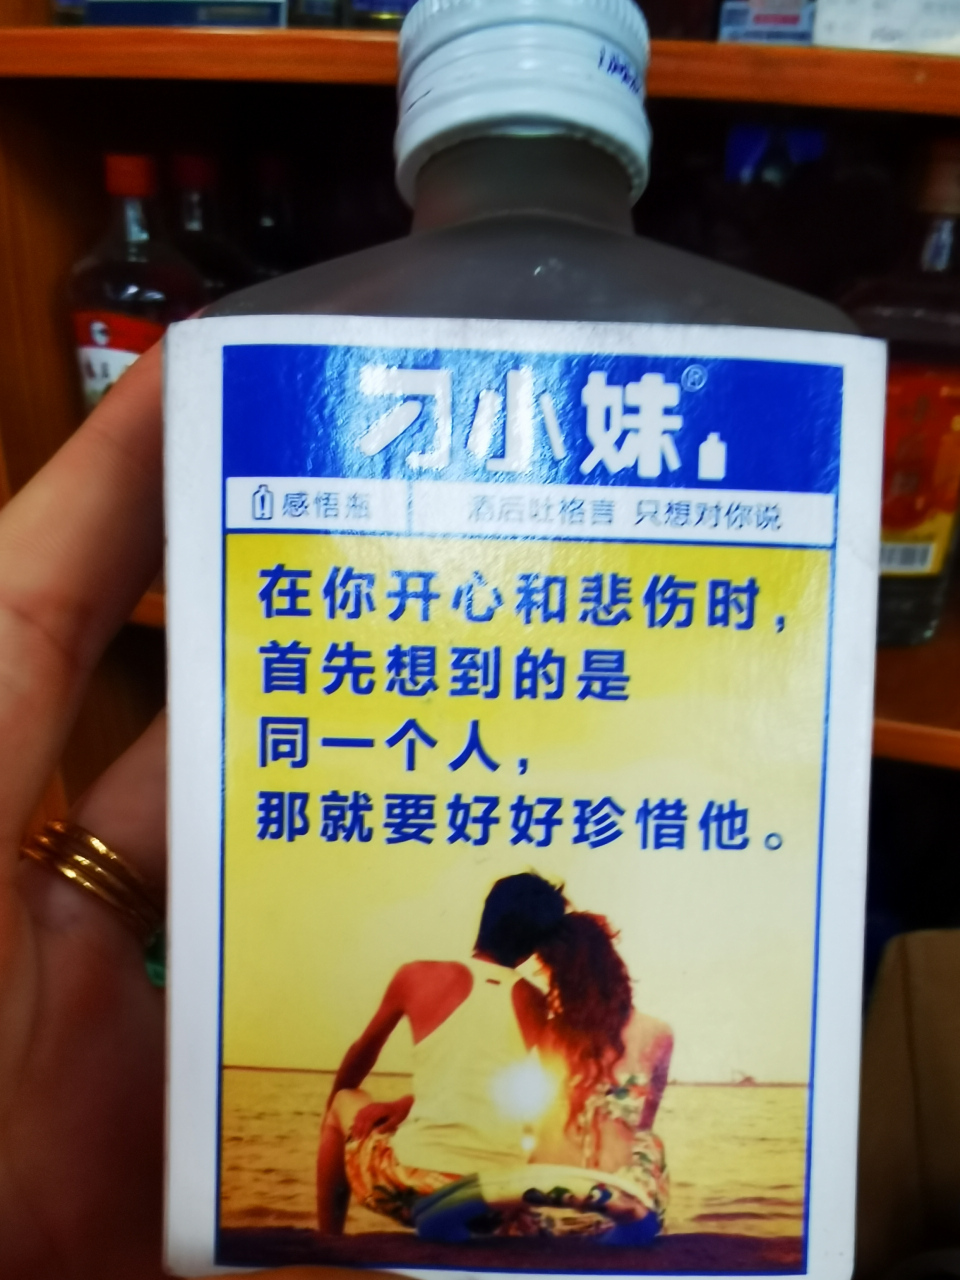 刁小妹®
感悟瓶 酒后吐格言 只想对你说
在你开心和悲伤时，
首先想到的是
同一个人，
那就要好好珍惜他。